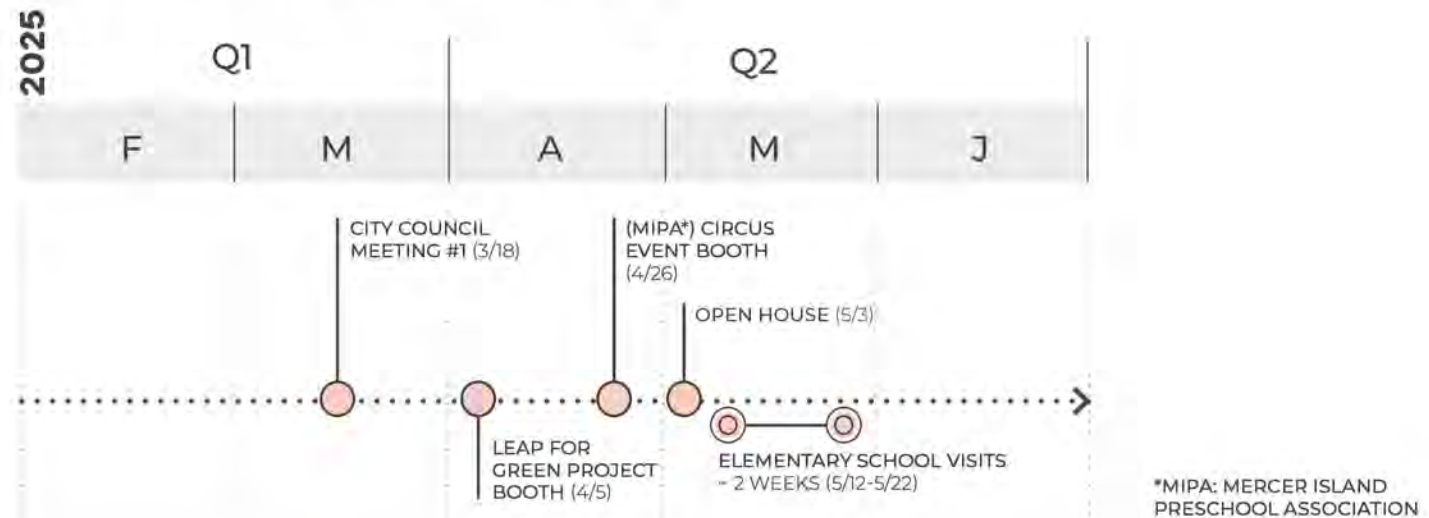 2025
Q1
Q2
F
M
A
M
J
CITY COUNCIL
MEETING #1 (3/18)
(MIPA*) CIRCUS
EVENT BOOTH
(4/26)
OPEN HOUSE (5/3)
LEAP FOR
GREEN PROJECT
BOOTH (4/5)
ELEMENTARY SCHOOL VISITS
~ 2 WEEKS (5/12-5/22)
*MIPA: MERCER ISLAND
PRESCHOOL ASSOCIATION